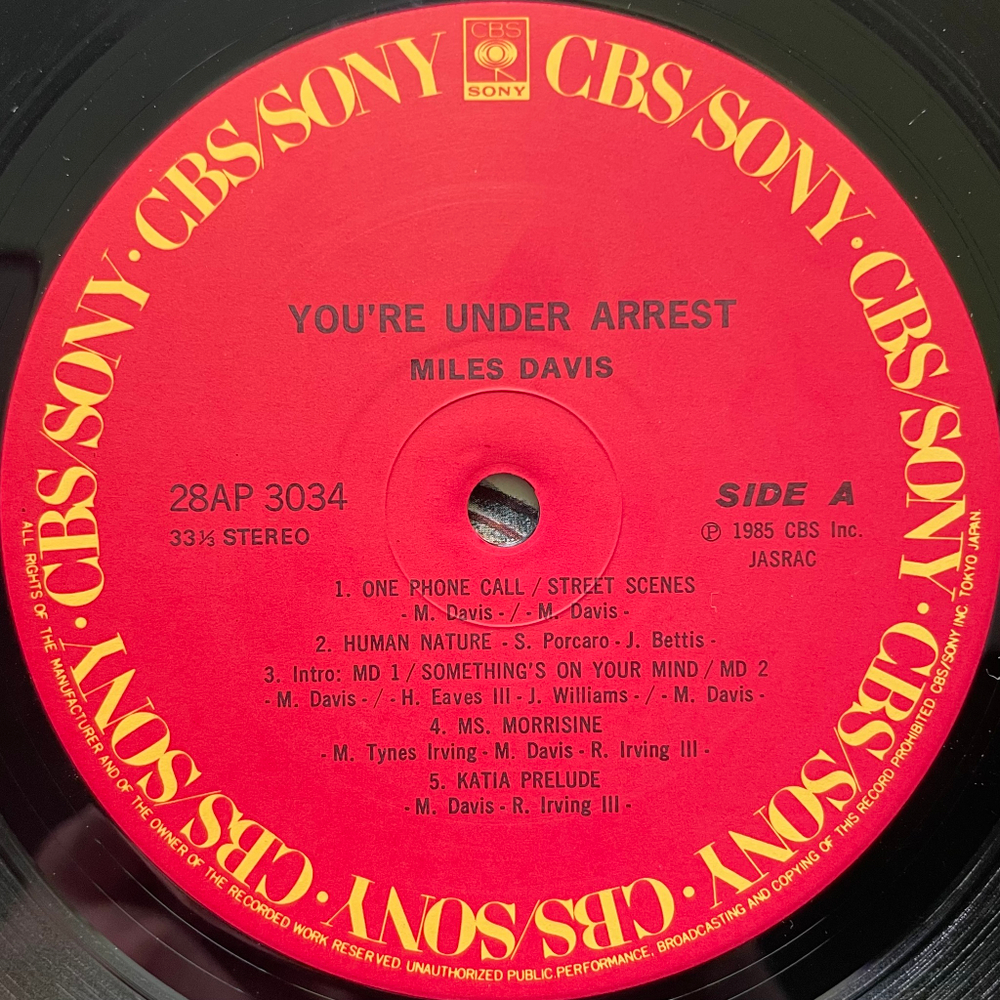 CBS
SONY
CBS/SONY · CBS/SONY · CBS/SONY · CBS/SONY · CBS/SONY · CBS/SONY · CBS/SONY · CBS/SONY
YOU'RE UNDER ARREST
MILES DAVIS
28AP 3034
33⅓ STEREO
SIDE A
Ⓟ 1985 CBS Inc.
JASRAC
1. ONE PHONE CALL / STREET SCENES
- M. Davis - / - M. Davis -
2. HUMAN NATURE - S. Porcaro - J. Bettis -
3. Intro: MD 1 / SOMETHING'S ON YOUR MIND / MD 2
- M. Davis - / - H. Eaves III - J. Williams - / - M. Davis -
4. MS. MORRISINE
- M. Tynes Irving - M. Davis - R. Irving III -
5. KATIA PRELUDE
- M. Davis - R. Irving III -
ALL RIGHTS OF THE MANUFACTURER AND OF THE OWNER OF THE RECORDED WORK RESERVED. UNAUTHORIZED PUBLIC PERFORMANCE, BROADCASTING AND COPYING OF THIS RECORD PROHIBITED CBS/SONY INC. TOKYO JAPAN